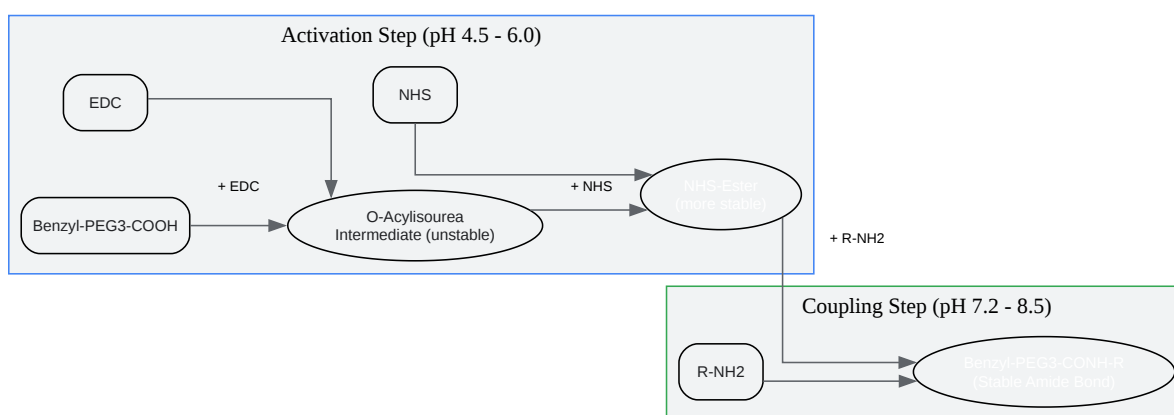 Activation Step (pH 4.5 - 6.0)
EDC
NHS
+ EDC
+ NHS
NHS-Ester
(more stable)
Benzyl-PEG3-COOH
O-Acylisourea
Intermediate (unstable)
+ R-NH2
Coupling Step (pH 7.2 - 8.5)
R-NH2
Benzyl-PEG3-CONH-R
(Stable Amide Bond)